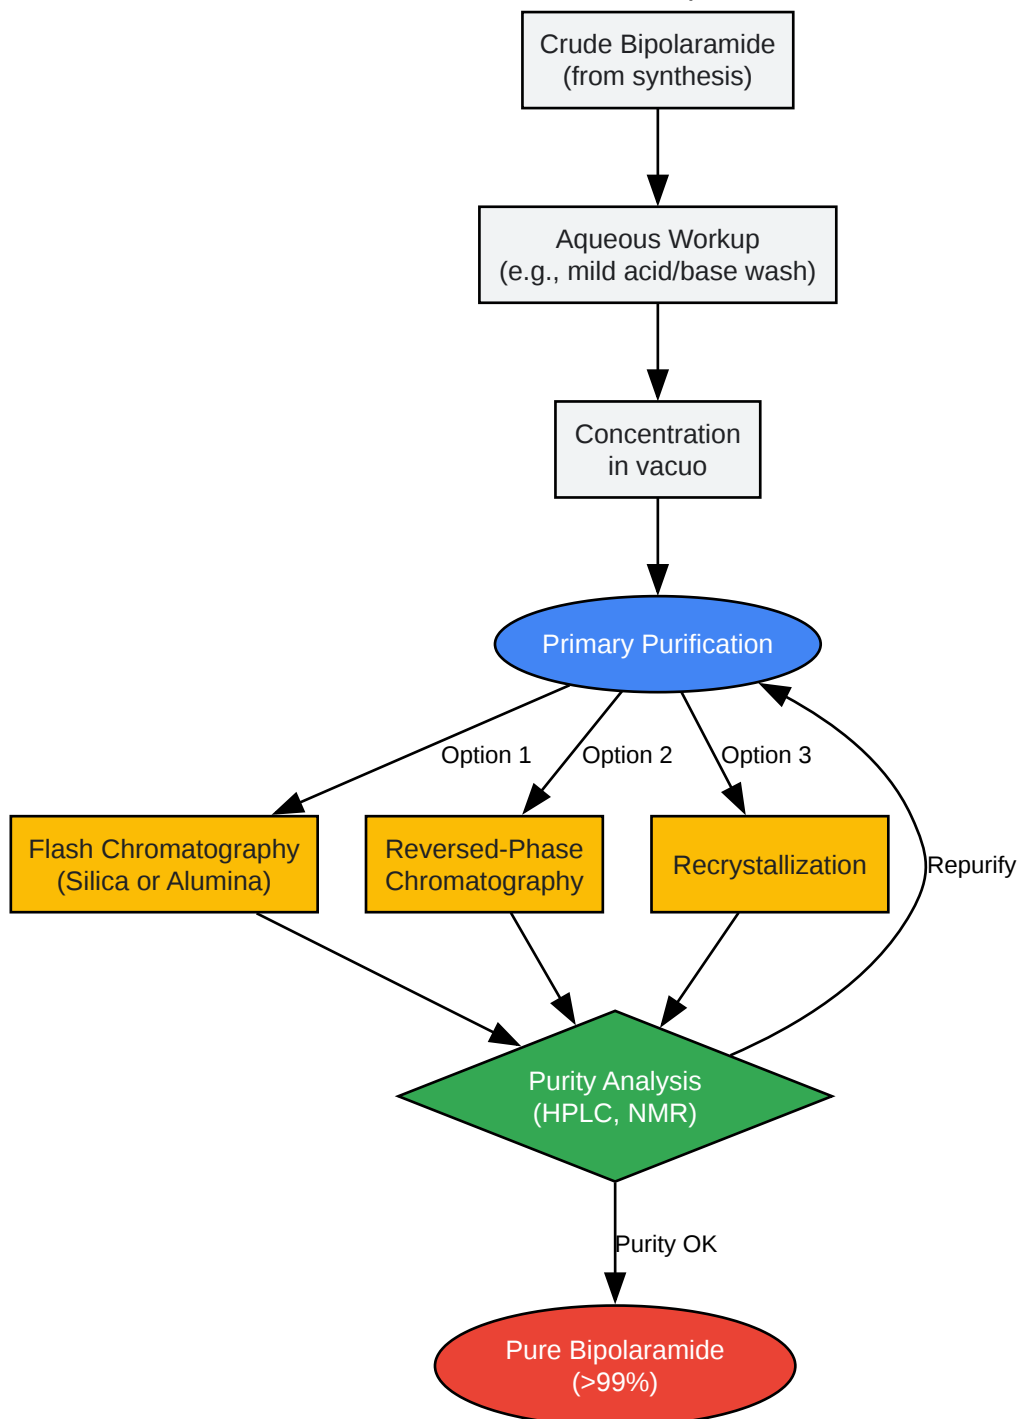 Crude Bipolaramide
(from synthesis)
Aqueous Workup
(e.g., mild acid/base wash)
Concentration
in vacuo
Primary Purification
Option 1
Option 2
Option 3
Flash Chromatography
(Silica or Alumina)
Reversed-Phase
Chromatography
Recrystallization
Repurify
Purity Analysis
(HPLC, NMR)
Purity OK
Pure Bipolaramide
(>99%)